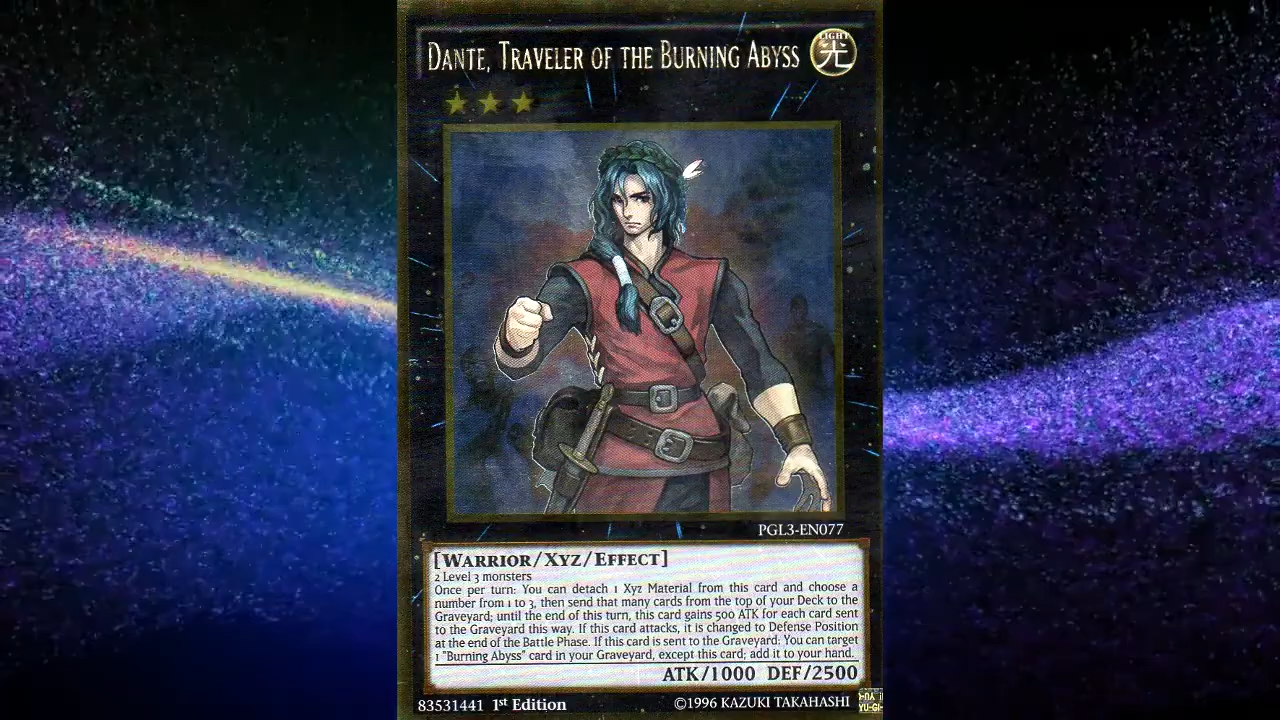 DANTE, TRAVELER OF THE BURNING ABYSS
LIGHT
光
PGL3-EN077
[WARRIOR/XYZ/EFFECT]
2 Level 3 monsters
Once per turn: You can detach 1 Xyz Material from this card and choose a
number from 1 to 3, then send that many cards from the top of your Deck to the
Graveyard; until the end of this turn, this card gains 500 ATK for each card sent
to the Graveyard this way. If this card attacks, it is changed to Defense Position
at the end of the Battle Phase. If this card is sent to the Graveyard: You can target
1 "Burning Abyss" card in your Graveyard, except this card; add it to your hand.
ATK/1000 DEF/2500
83531441 1st Edition ©1996 KAZUKI TAKAHASHI